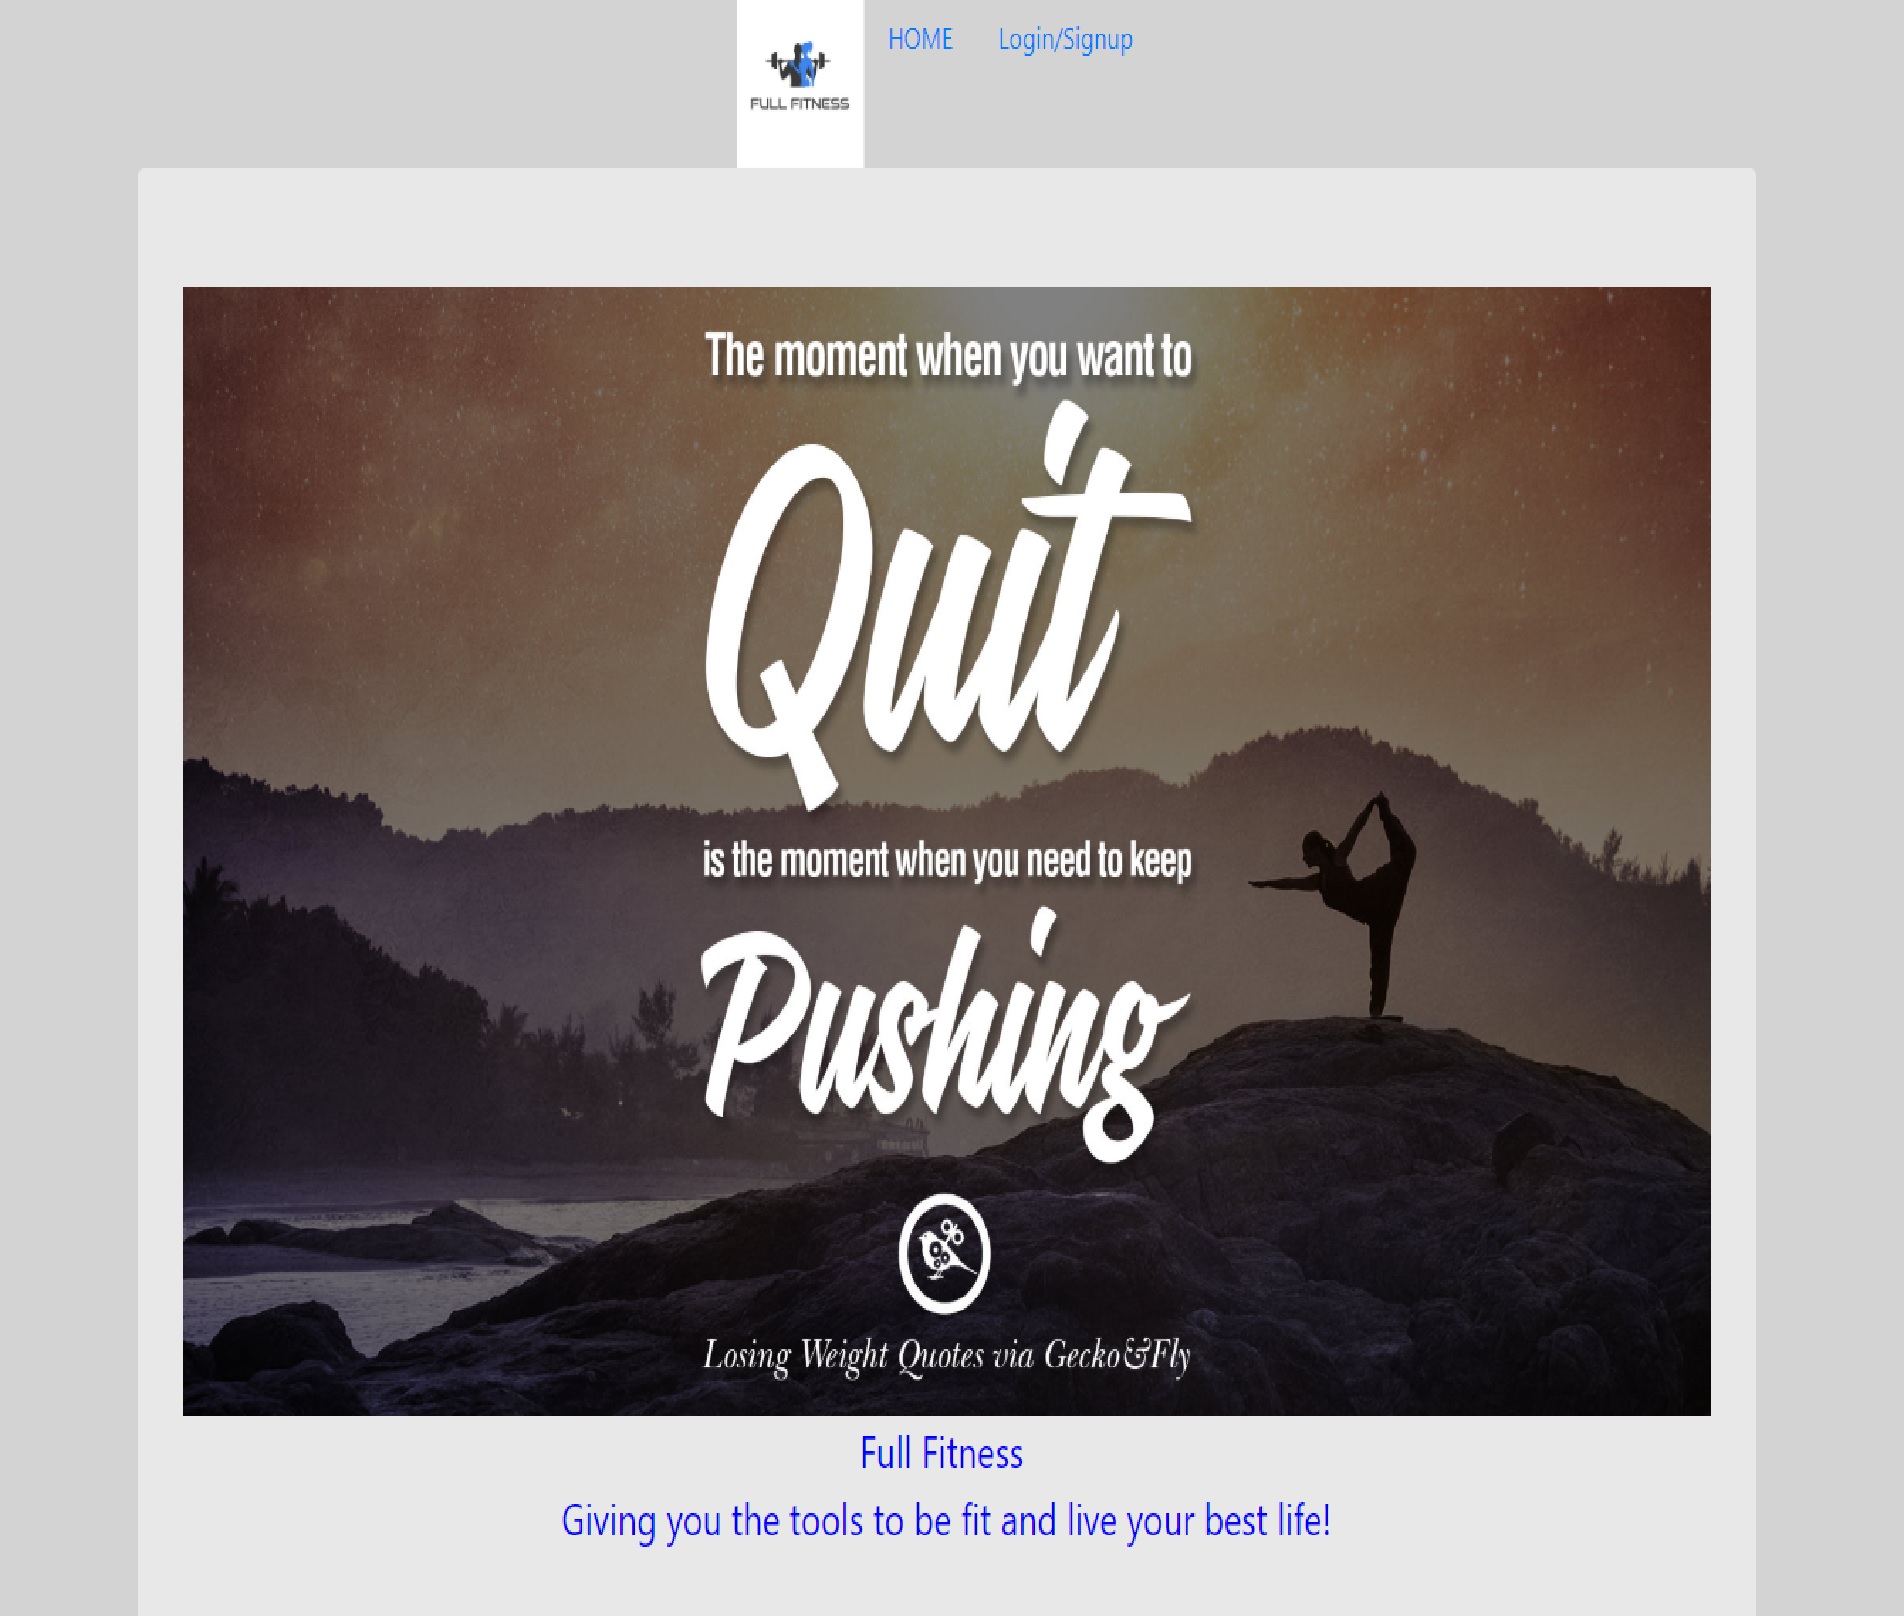 FULL FITNESS
HOME Login/Signup
The moment when you want to
Quit
is the moment when you need to keep
Pushing
Losing Weight Quotes via Gecko&Fly
Full Fitness
Giving you the tools to be fit and live your best life!